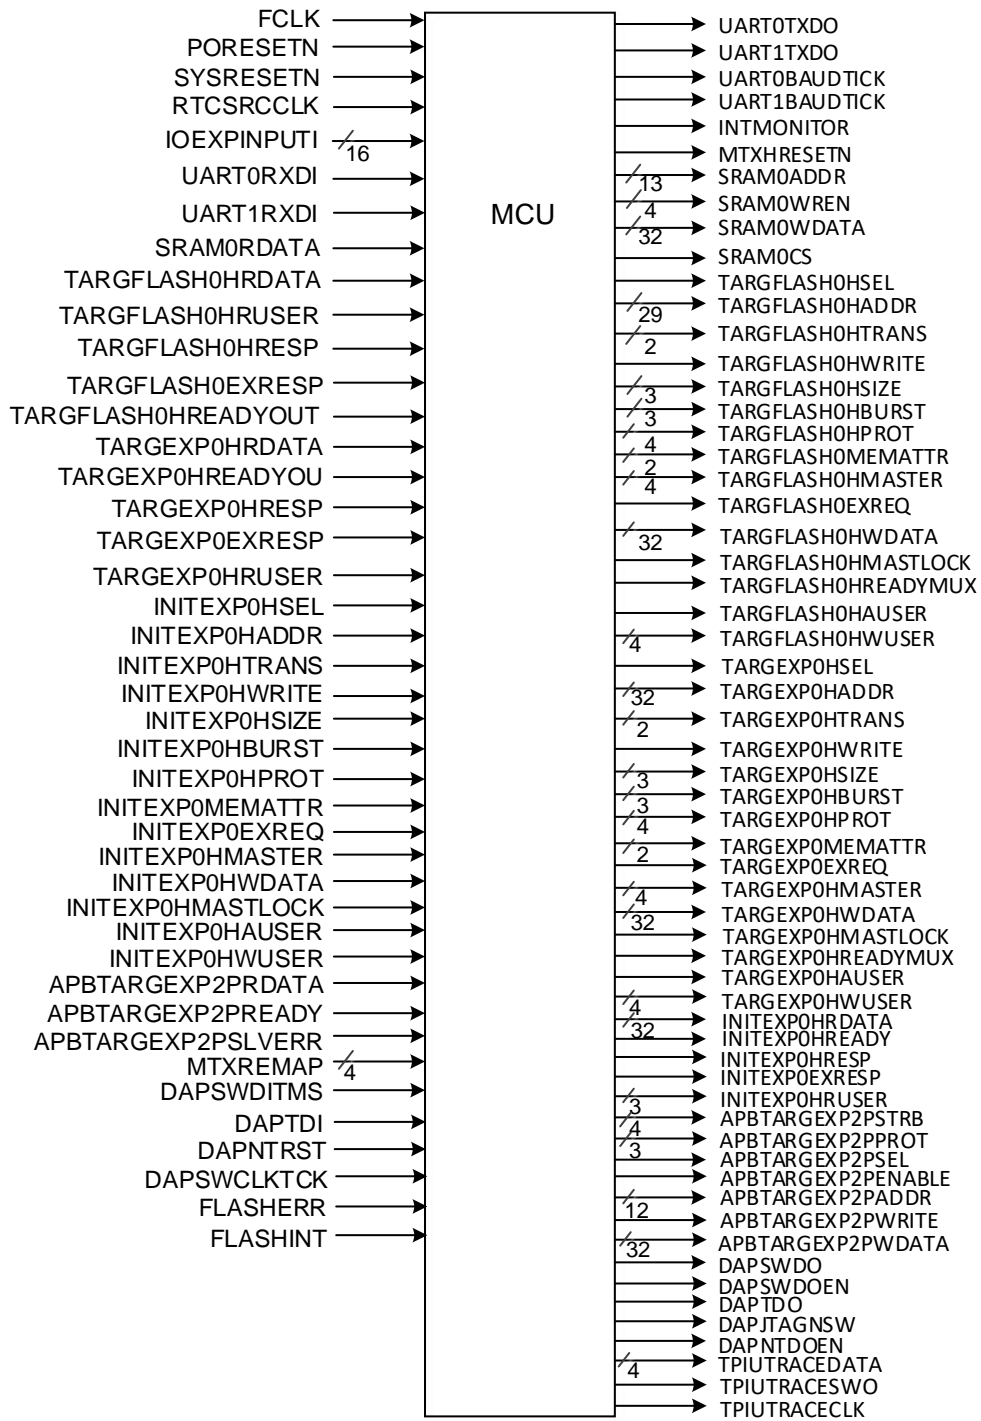 FCLK
PORESETN
SYSRESETN
RTCSRCCLK
IOEXPINPUTI
16
UART0RXDI
UART1RXDI
SRAM0RDATA
TARGFLASH0HRDATA
TARGFLASH0HRUSER
TARGFLASH0HRESP
TARGFLASH0EXRESP
TARGFLASH0HREADYOUT
TARGEXP0HRDATA
TARGEXP0HREADYOU
TARGEXP0HRESP
TARGEXP0EXRESP
TARGEXP0HRUSER
INITEXP0HSEL
INITEXP0HADDR
INITEXP0HTRANS
INITEXP0HWRITE
INITEXP0HSIZE
INITEXP0HBURST
INITEXP0HPROT
INITEXP0MEMATTR
INITEXP0EXREQ
INITEXP0HMASTER
INITEXP0HWDATA
INITEXP0HMASTLOCK
INITEXP0HAUSER
INITEXP0HWUSER
APBTARGEXP2PRDATA
APBTARGEXP2PREADY
APBTARGEXP2PSLVERR
MTXREMAP
4
DAPSWDITMS
DAPTDI
DAPNTRST
DAPSWCLKTCK
FLASHERR
FLASHINT
MCU
UART0TXDO
UART1TXDO
UART0BAUDTICK
UART1BAUDTICK
INTMONITOR
MTXHRESETN
13 SRAM0ADDR
4 SRAM0WREN
32 SRAM0WDATA
SRAM0CS
TARGFLASH0HSEL
29 TARGFLASH0HADDR
2 TARGFLASH0HTRANS
TARGFLASH0HWRITE
3 TARGFLASH0HSIZE
3 TARGFLASH0HBURST
4 TARGFLASH0HPROT
2 TARGFLASH0MEMATTR
4 TARGFLASH0HMASTER
TARGFLASH0EXREQ
32 TARGFLASH0HWDATA
TARGFLASH0HMASTLOCK
TARGFLASH0HREADYMUX
TARGFLASH0HAUSER
4 TARGFLASH0HWUSER
TARGEXP0HSEL
32 TARGEXP0HADDR
2 TARGEXP0HTRANS
TARGEXP0HWRITE
3 TARGEXP0HSIZE
3 TARGEXP0HBURST
4 TARGEXP0HPROT
2 TARGEXP0MEMATTR
TARGEXP0EXREQ
4 TARGEXP0HMASTER
32 TARGEXP0HWDATA
TARGEXP0HMASTLOCK
TARGEXP0HREADYMUX
TARGEXP0HAUSER
4 TARGEXP0HWUSER
32 INITEXP0HRDATA
INITEXP0HREADY
INITEXP0HRESP
INITEXP0EXRESP
3 INITEXP0HRUSER
4 APBTARGEXP2PSTRB
3 APBTARGEXP2PPROT
APBTARGEXP2PSEL
APBTARGEXP2PENABLE
12 APBTARGEXP2PADDR
APBTARGEXP2PWRITE
32 APBTARGEXP2PWDATA
DAPSWDO
DAPSWDOEN
DAPTDO
DAPJTAGNSW
DAPNTDOEN
4 TPIUTRACEDATA
TPIUTRACESWO
TPIUTRACECLK